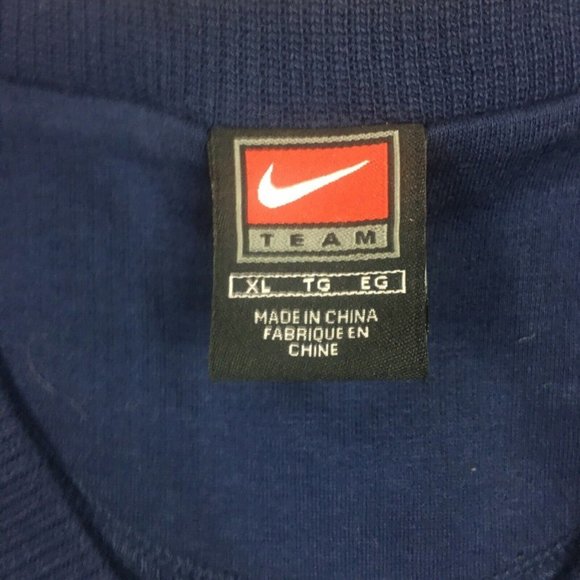 TEAM
XL TG EG
MADE IN CHINA
FABRIQUE EN
CHINE